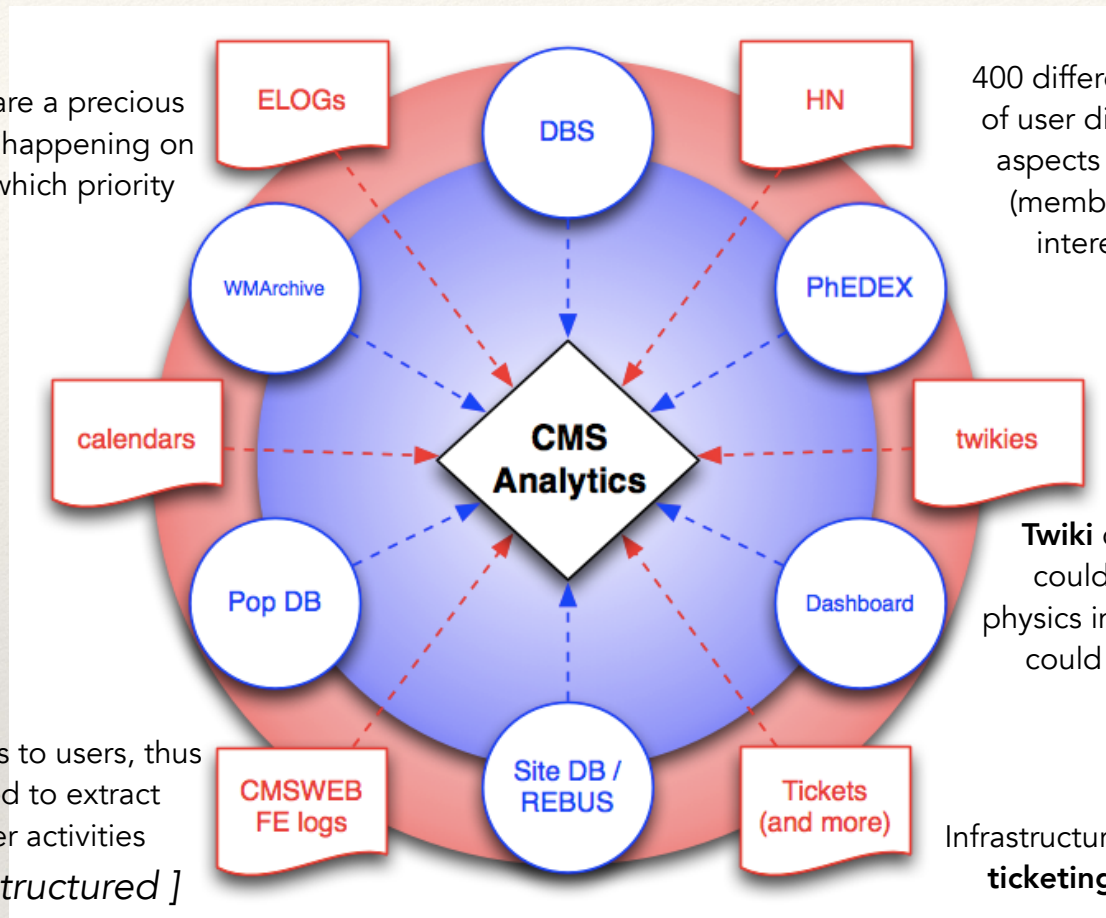 are a precious
happening on
which priority
ELOGs
DBS
HN
400 differe
of user di
aspects
(memb
intere
WMArchive
PhEDEX
calendars
CMS
Analytics
twikies
Twiki
could
physics in
could
Pop DB
Dashboard
s to users, thus
d to extract
er activities
tructured ]
CMSWEB
FE logs
Site DB /
REBUS
Tickets
(and more)
Infrastructur
ticketing